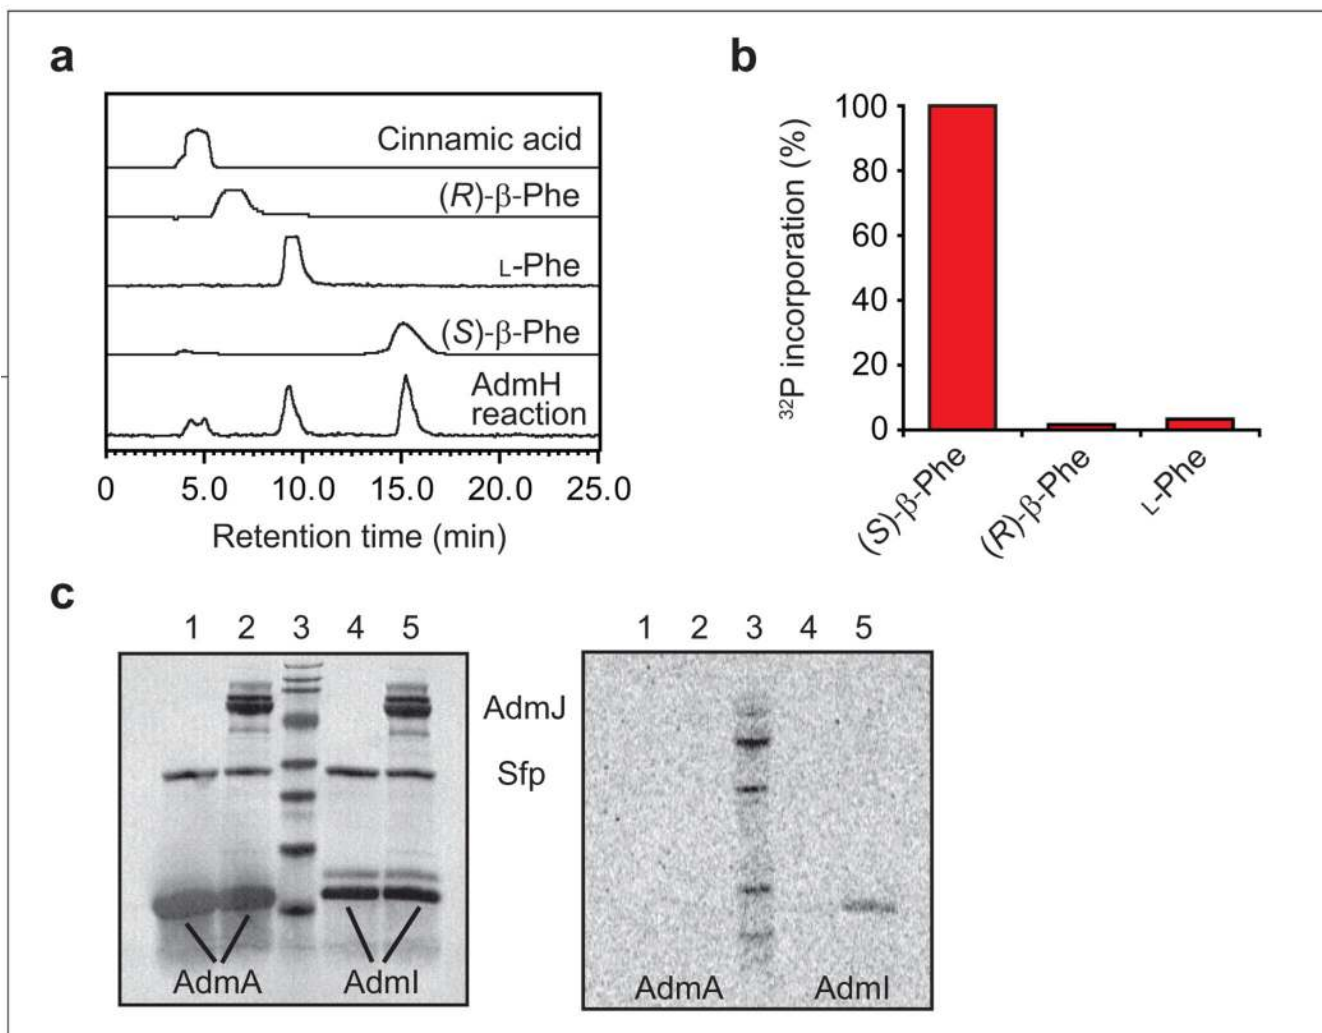 a
Cinnamic acid
(R)-β-Phe
L-Phe
(S)-β-Phe
AdmH
reaction
0 5.0 10.0 15.0 20.0 25.0
Retention time (min)
b
³²P incorporation (%)
100
80
60
40
20
0
(S)-β-Phe
(R)-β-Phe
L-Phe
c
1 2 3 4 5
AdmJ
Sfp
AdmA AdmI
1 2 3 4 5
AdmA AdmI